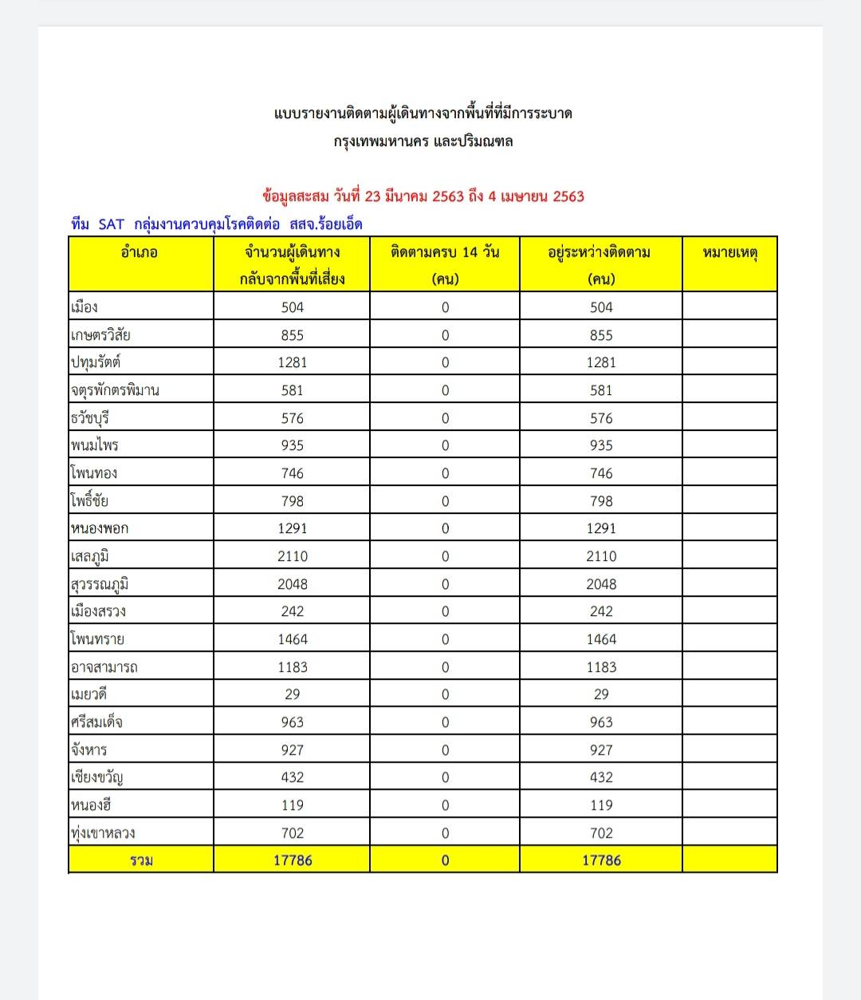 แบบรายงานติดตามผู้เดินทางจากพื้นที่ที่มีการระบาด
กรุงเทพมหานคร และปริมณฑล
ข้อมูลสะสม วันที่ 23 มีนาคม 2563 ถึง 4 เมษายน 2563
ทีม SAT กลุ่มงานควบคุมโรคติดต่อ สสจ.ร้อยเอ็ด
อำเภอ จำนวนผู้เดินทาง ติดตามครบ 14 วัน อยู่ระหว่างติดตาม หมายเหตุ
กลับจากพื้นที่เสี่ยง (คน) (คน)
เมือง 504 0 504
เกษตรวิสัย 855 0 855
ปทุมรัตต์ 1281 0 1281
จตุรพักตรพิมาน 581 0 581
ธวัชบุรี 576 0 576
พนมไพร 935 0 935
โพนทอง 746 0 746
โพธิ์ชัย 798 0 798
หนองพอก 1291 0 1291
เสลภูมิ 2110 0 2110
สุวรรณภูมิ 2048 0 2048
เมืองสรวง 242 0 242
โพนทราย 1464 0 1464
อาจสามารถ 1183 0 1183
เมยวดี 29 0 29
ศรีสมเด็จ 963 0 963
จังหาร 927 0 927
เชียงขวัญ 432 0 432
หนองฮี 119 0 119
ทุ่งเขาหลวง 702 0 702
รวม 17786 0 17786